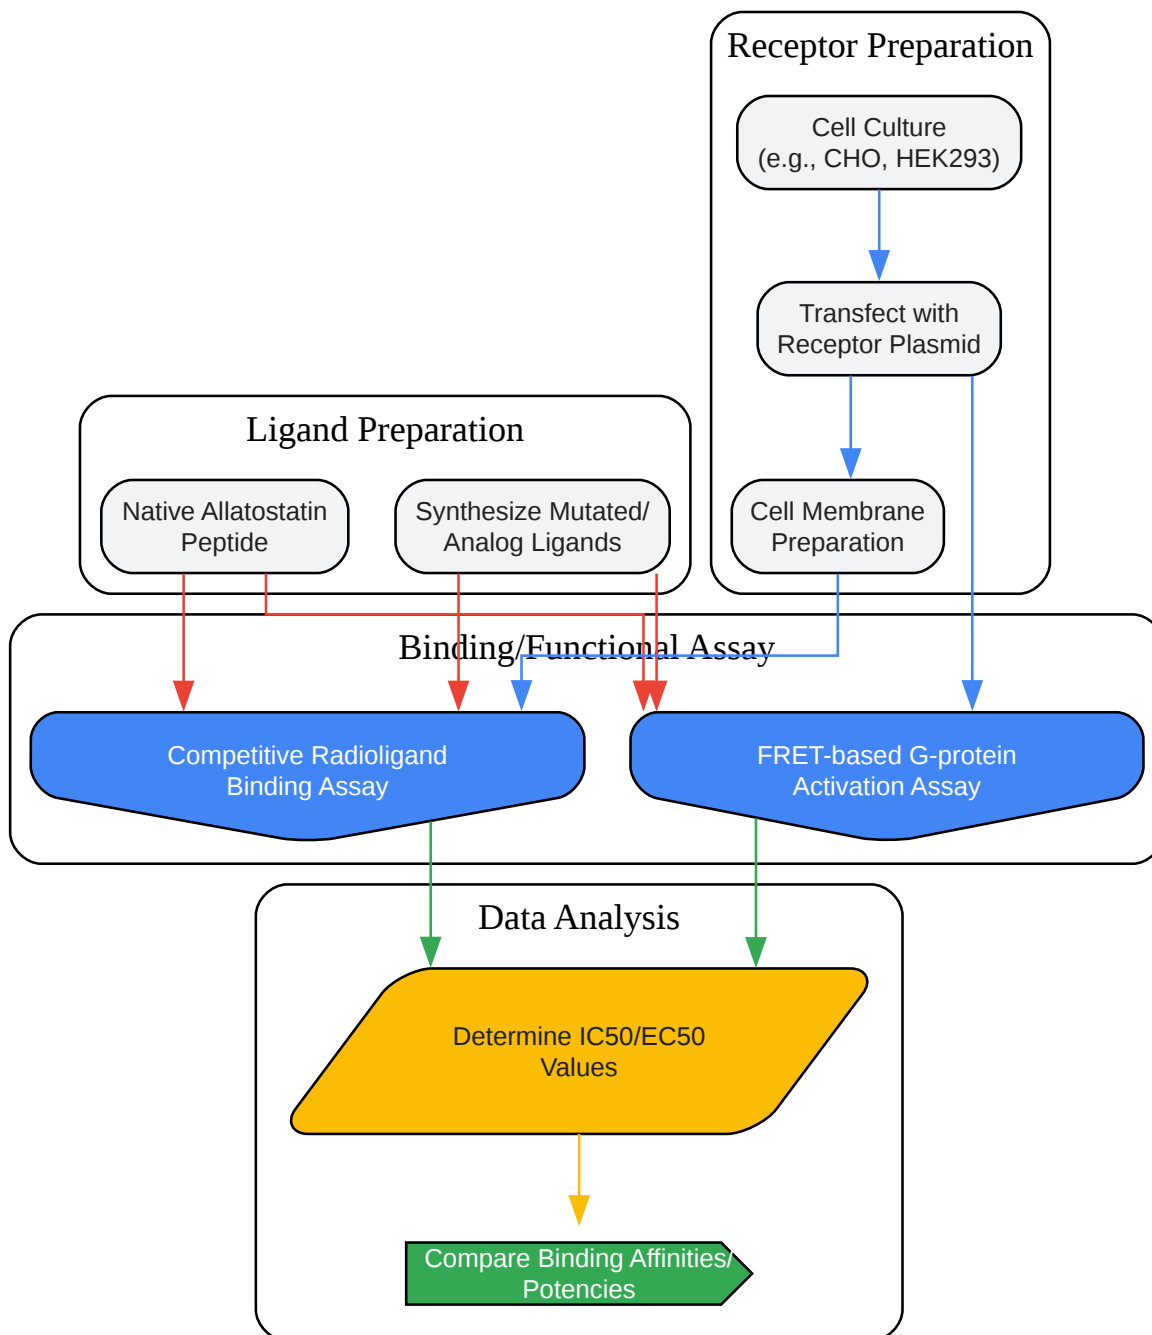 Receptor Preparation
Cell Culture
(e.g., CHO, HEK293)
Transfect with
Receptor Plasmid
Ligand Preparation
Native Allatostatin
Peptide
Synthesize Mutated/
Analog Ligands
Cell Membrane
Preparation
Binding/Functional Assay
Competitive Radioligand
Binding Assay
FRET-based G-protein
Activation Assay
Data Analysis
Determine IC50/EC50
Values
Compare Binding Affinities/
Potencies